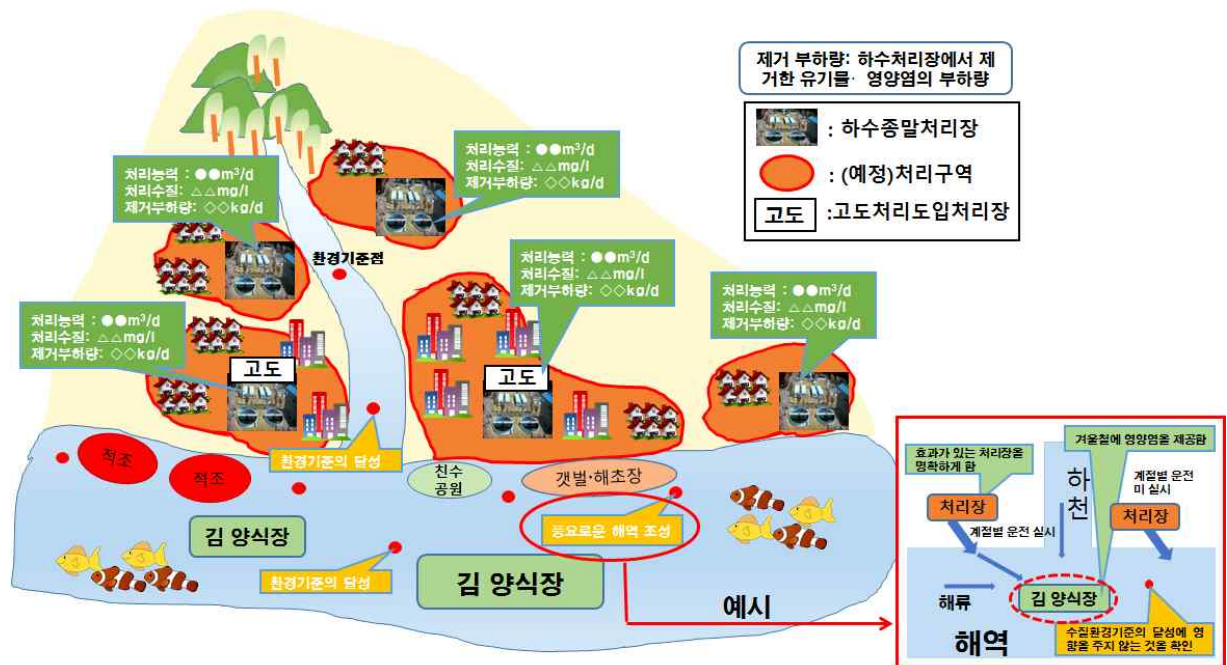 제거 부하량: 하수처리장에서 제
거한 유기물· 영양염의 부하량
: 하수종말처리장
: (예정)처리구역
고도
:고도처리도입처리장
처리능력 : ●●m³/d
처리수질: △△mg/l
제거부하량: ◇◇kg/d
처리능력 : ●●m³/d
처리수질: △△mg/l
제거부하량: ◇◇kg/d
환경기준점
처리능력 : ●●m³/d
처리수질: △△mg/l
제거부하량: ◇◇kg/d
처리능력 : ●●m³/d
처리수질: △△mg/l
제거부하량: ◇◇kg/d
처리능력 : ●●m³/d
처리수질: △△mg/l
제거부하량: ◇◇kg/d
고도
고도
적조
적조
환경기준의 달성
친수
공원
갯벌·해초장
풍요로운 해역 조성
김 양식장
환경기준의 달성
김 양식장
예시
효과가 있는 처리장을
명확하게 함
겨울철에 영양염을 제공함
하천
계절별 운전
미 실시
처리장
처리장
계절별 운전 실시
해류
김 양식장
해역
수질환경기준의 달성에 영
향을 주지 않는 것을 확인